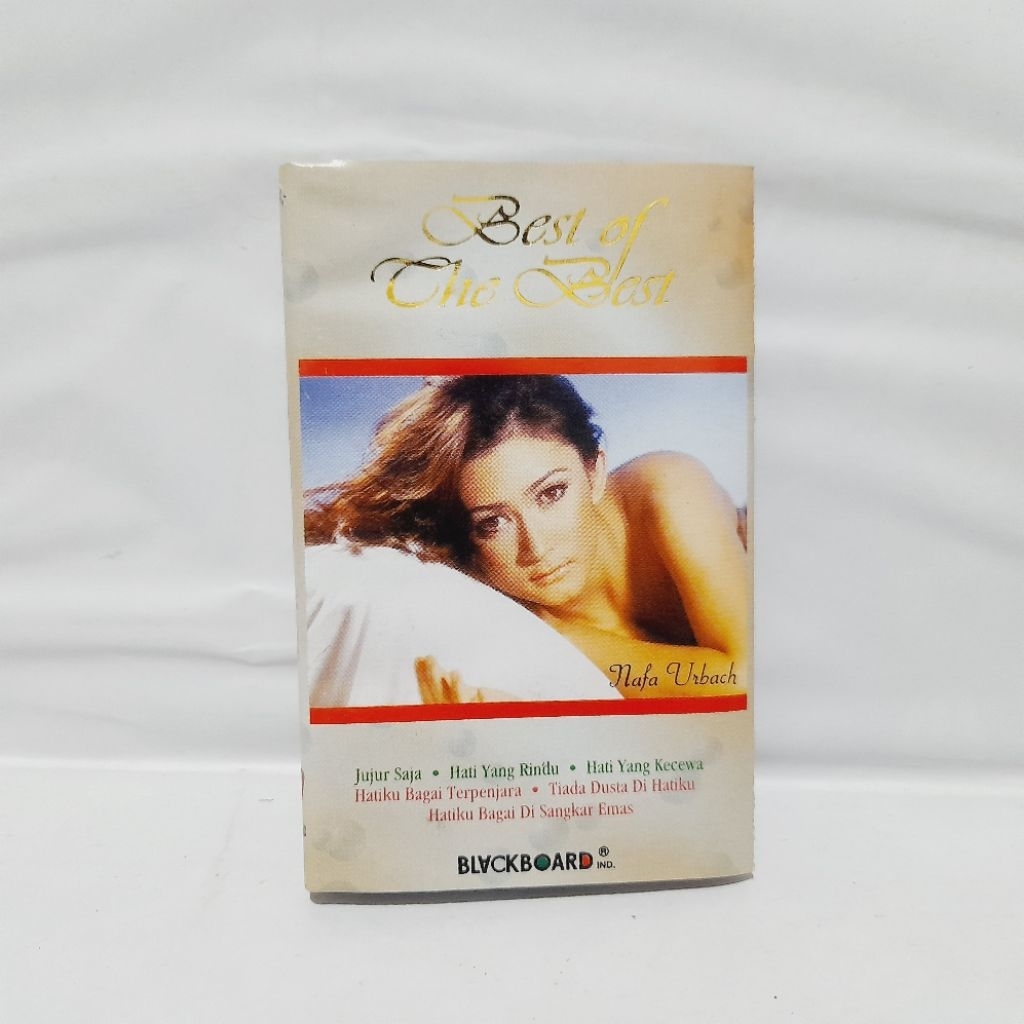 Best of
The Best
Nafa Urbach
Jujur Saja • Hati Yang Rindu • Hati Yang Kecewa
Hatiku Bagai Terpenjara • Tiada Dusta Di Hatiku
Hatiku Bagai Di Sangkar Emas
BLACKBOARD ® IND.